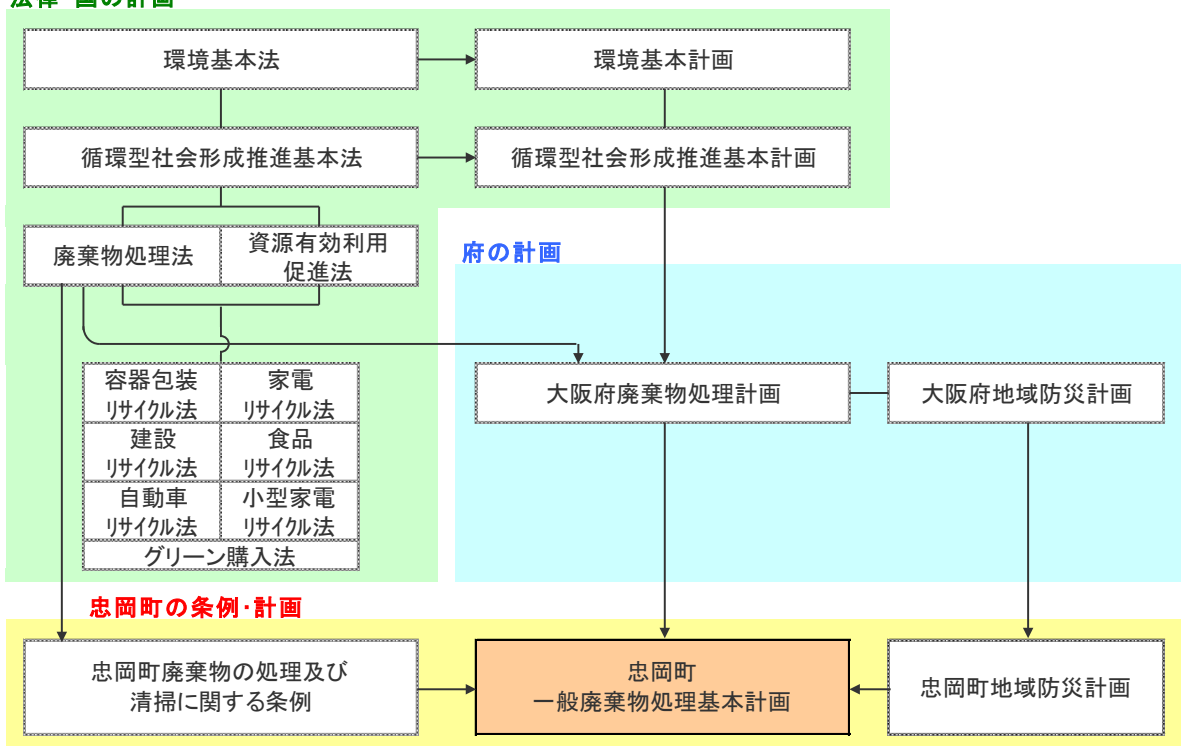 法律・国の計画
環境基本法
環境基本計画
循環型社会形成推進基本法
循環型社会形成推進基本計画
廃棄物処理法
資源有効利用
促進法
府の計画
容器包装
リサイクル法
家電
リサイクル法
建設
リサイクル法
食品
リサイクル法
自動車
リサイクル法
小型家電
リサイクル法
グリーン購入法
大阪府廃棄物処理計画
大阪府地域防災計画
忠岡町の条例・計画
忠岡町廃棄物の処理及び
清掃に関する条例
忠岡町
一般廃棄物処理基本計画
忠岡町地域防災計画